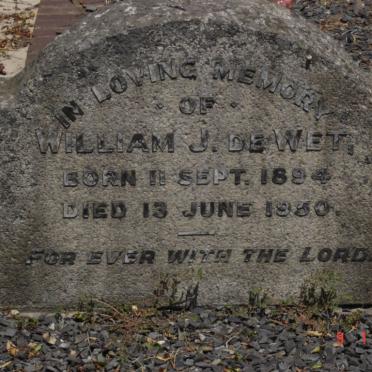 IN LOVING MEMORY
· OF ·
WILLIAM J. DE WET,
BORN 11 SEPT. 1894
DIED 13 JUNE 1950.
FOR EVER WITH THE LORD.